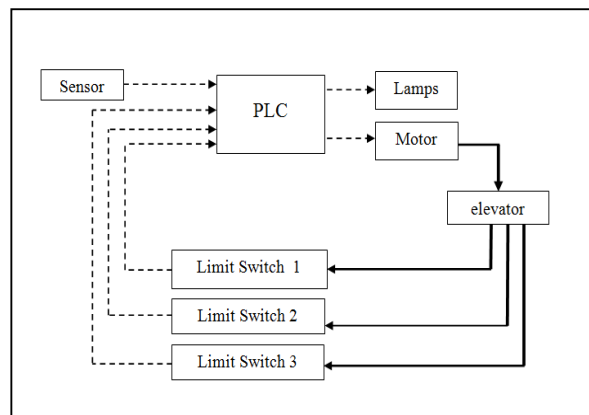 Sensor
PLC
Lamps
Motor
elevator
Limit Switch 1
Limit Switch 2
Limit Switch 3